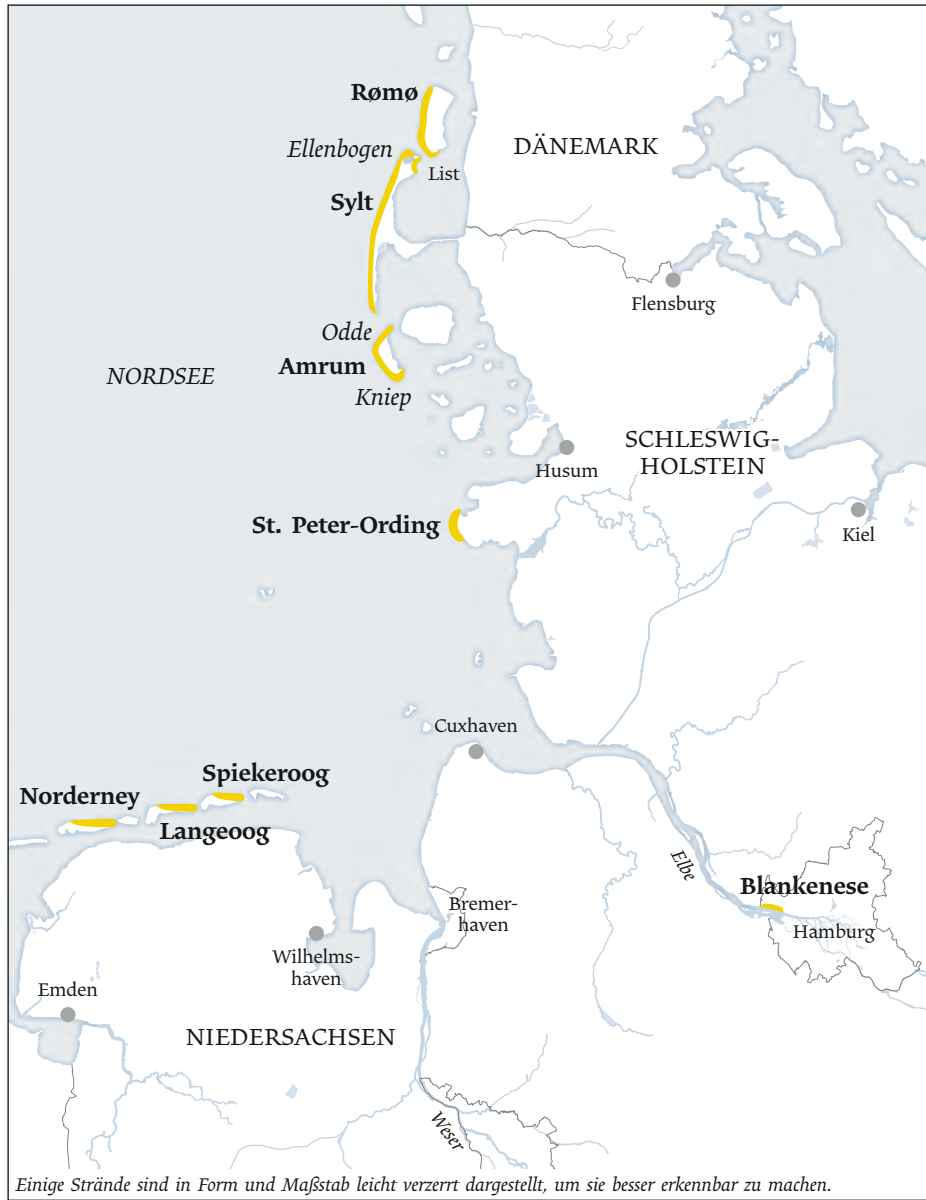 Rømø
Ellenbogen
DÄNEMARK
List
Sylt
Flensburg
Odde
Amrum
NORDSEE
Kniep
SCHLESWIG-
HOLSTEIN
Husum
St. Peter-Ording
Kiel
Cuxhaven
Spiekeroog
Norderney
Langeoog
Elbe
Blankenese
Bremer-
haven
Hamburg
Wilhelms-
haven
Emden
NIEDERSACHSEN
Weser
Einige Strände sind in Form und Maßstab leicht verzerrt dargestellt, um sie besser erkennbar zu machen.